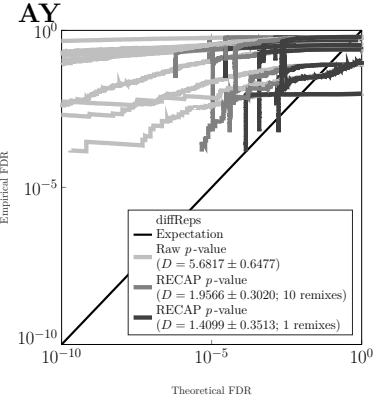 AY
10^0
10^-5
10^-10
Empirical FDR
diffReps
Expectation
Raw p-value
(D = 5.6817 ± 0.6477)
RECAP p-value
(D = 1.9566 ± 0.3020; 10 remixes)
RECAP p-value
(D = 1.4099 ± 0.3513; 1 remixes)
10^-10
10^-5
10^0
Theoretical FDR